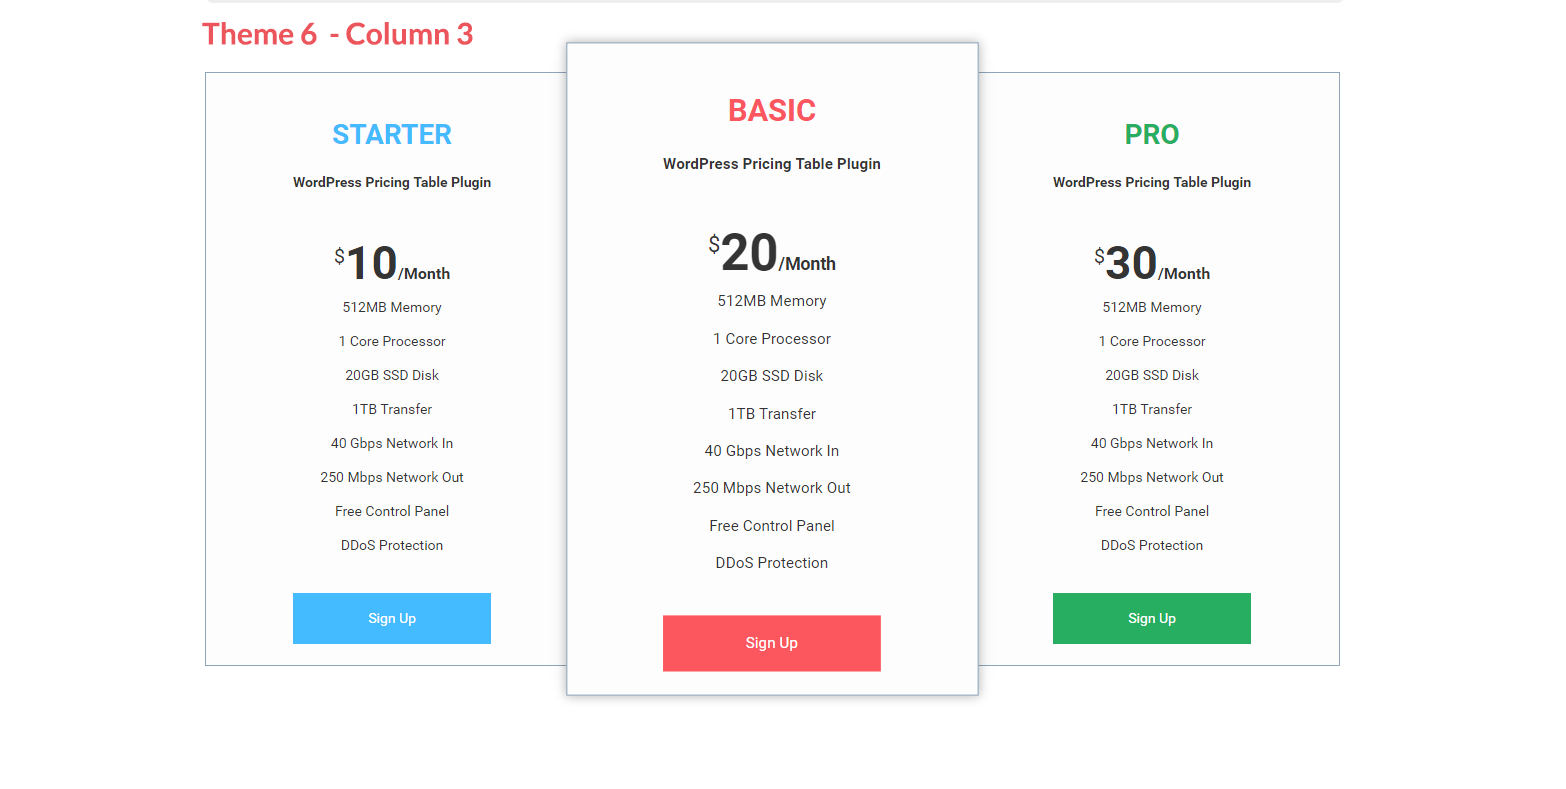 Theme 6 - Column 3
STARTER
WordPress Pricing Table Plugin
$10/Month
512MB Memory
1 Core Processor
20GB SSD Disk
1TB Transfer
40 Gbps Network In
250 Mbps Network Out
Free Control Panel
DDoS Protection
Sign Up
BASIC
WordPress Pricing Table Plugin
$20/Month
512MB Memory
1 Core Processor
20GB SSD Disk
1TB Transfer
40 Gbps Network In
250 Mbps Network Out
Free Control Panel
DDoS Protection
Sign Up
PRO
WordPress Pricing Table Plugin
$30/Month
512MB Memory
1 Core Processor
20GB SSD Disk
1TB Transfer
40 Gbps Network In
250 Mbps Network Out
Free Control Panel
DDoS Protection
Sign Up